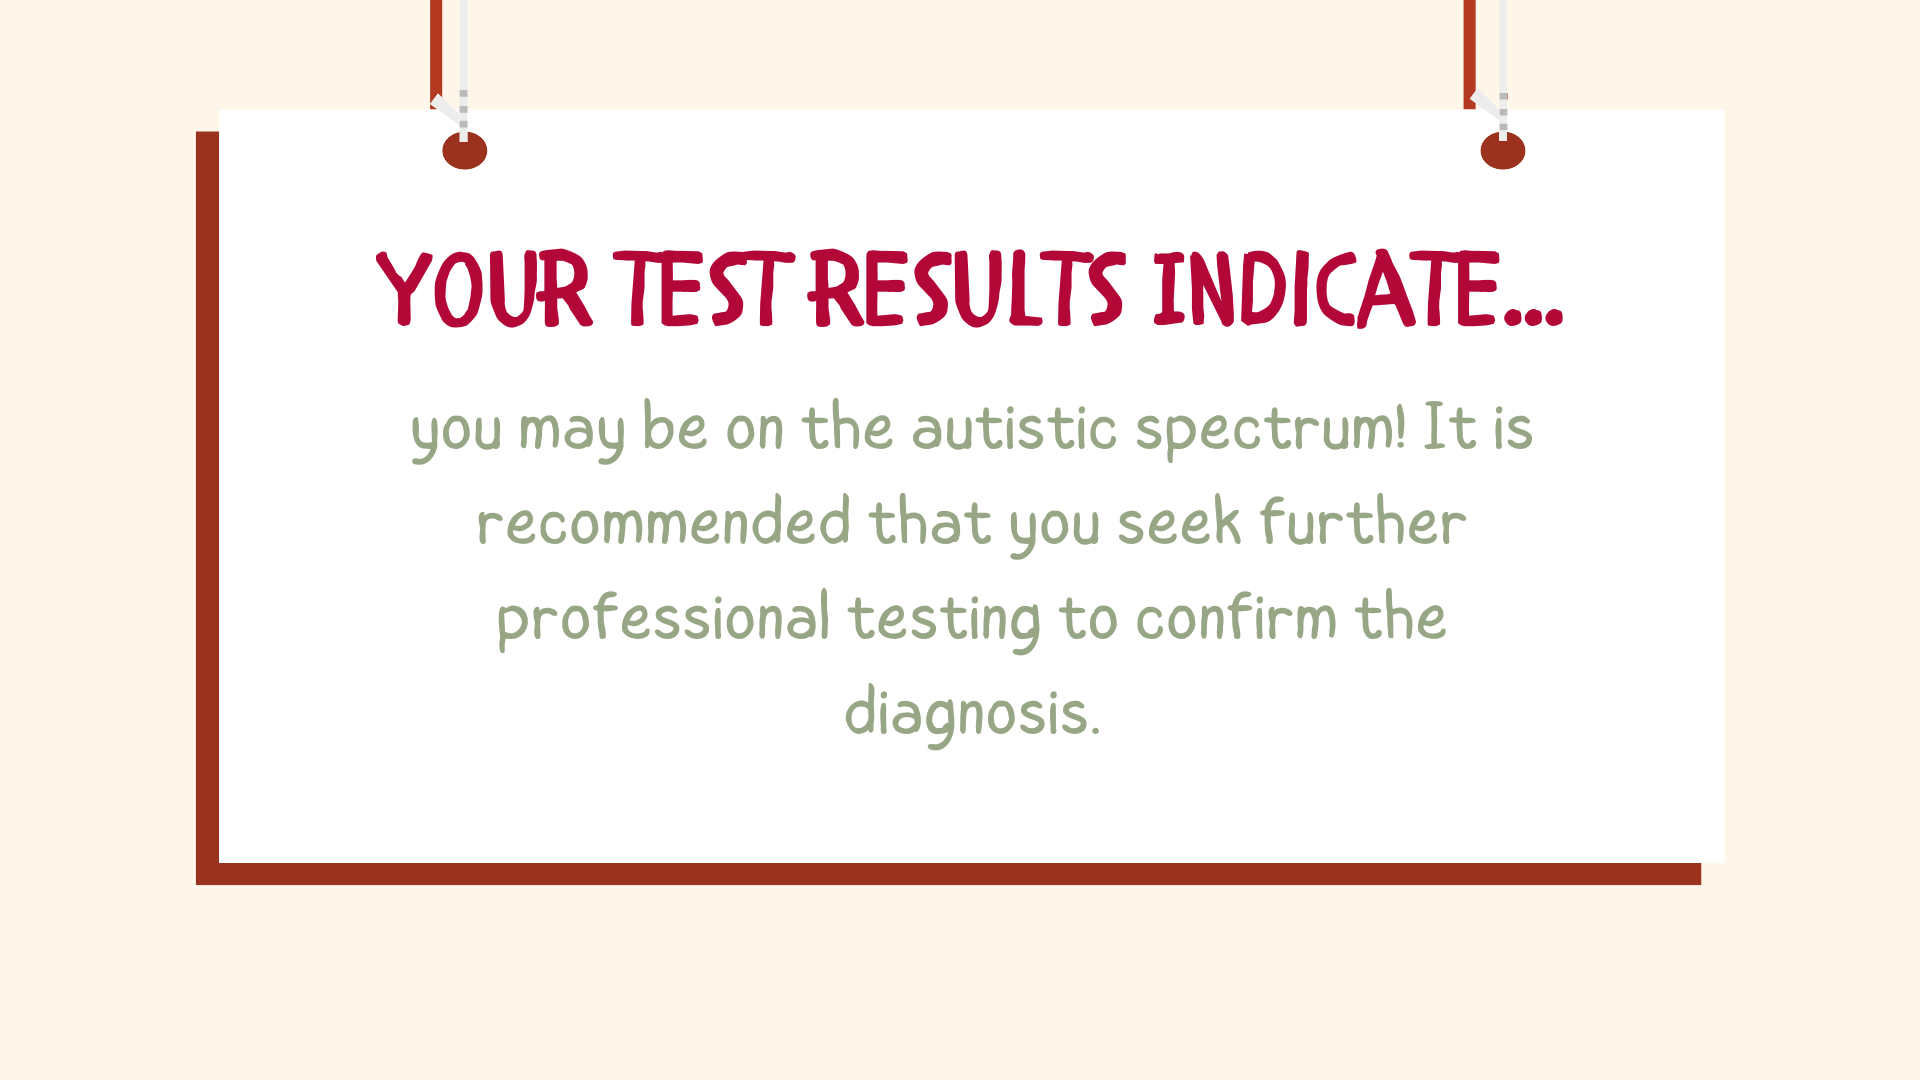 YOUR TEST RESULTS INDICATE...
you may be on the autistic spectrum! It is
recommended that you seek further
professional testing to confirm the
diagnosis.